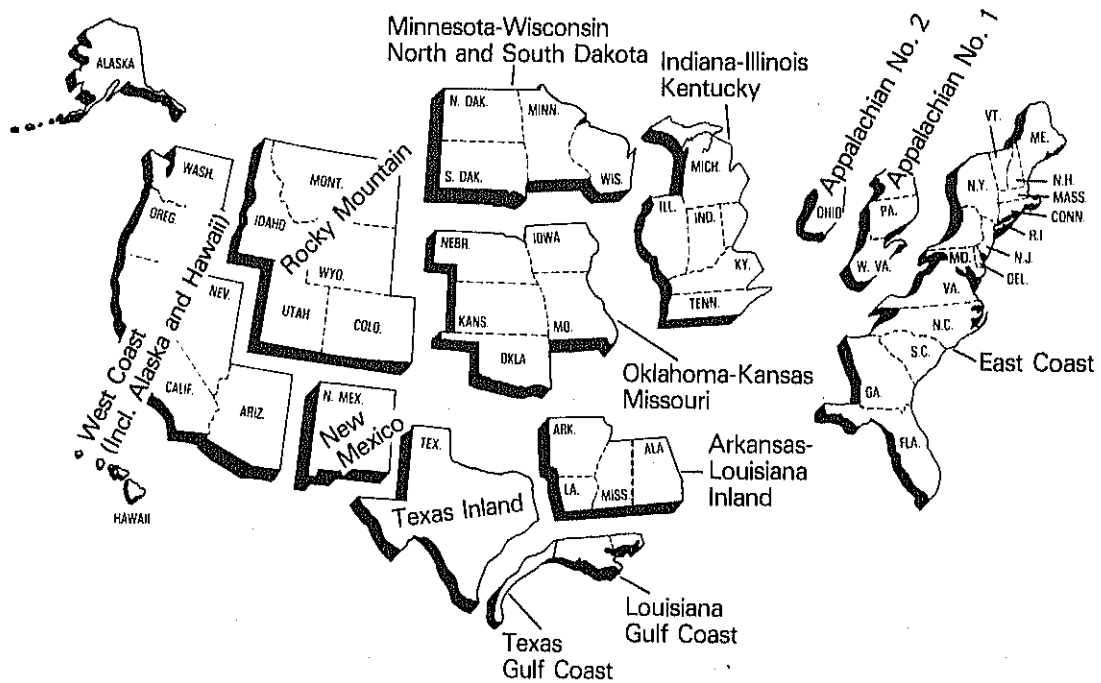 Minnesota-Wisconsin
North and South Dakota
Indiana-Illinois
Kentucky
Appalachian No. 2
Appalachian No. 1
ALASKA
N. DAK.
MINN.
S. DAK.
WIS.
MICH.
ILL.
IND.
KY.
TENN.
OHIO
PA.
W. VA.
VT.
ME.
N.Y.
N.H.
MASS.
CONN.
R.I
N.J.
DEL.
MD.
VA.
N.C.
S.C.
GA.
FLA.
East Coast
WASH.
OREG.
NEV.
CALIF.
ARIZ.
West Coast
(Incl. Alaska and Hawaii)
HAWAII
MONT.
IDAHO
WYO.
UTAH
COLO.
Rocky Mountain
NEBR.
IOWA
KANS.
MO.
OKLA
Oklahoma-Kansas
Missouri
N. MEX.
New
Mexico
TEX.
Texas Inland
ARK.
LA.
MISS.
ALA
Arkansas-
Louisiana
Inland
Louisiana
Gulf Coast
Texas
Gulf Coast